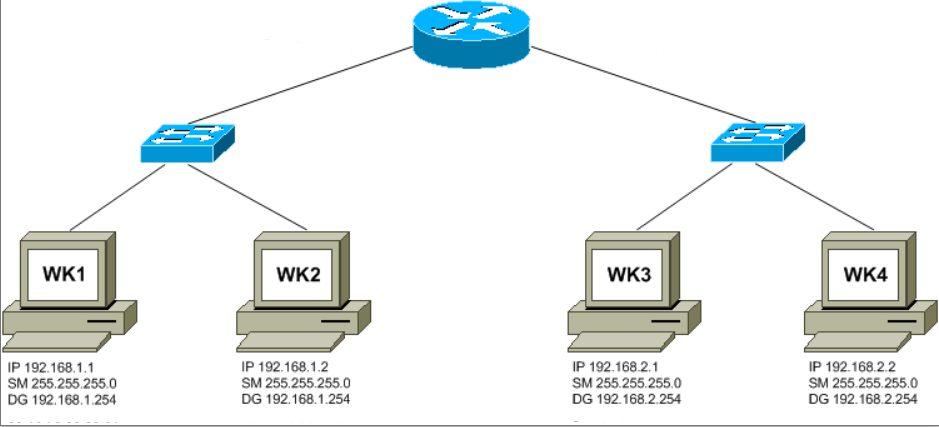 WK1
WK2
WK3
WK4
IP 192.168.1.1
SM 255.255.255.0
DG 192.168.1.254
IP 192.168.1.2
SM 255.255.255.0
DG 192.168.1.254
IP 192.168.2.1
SM 255.255.255.0
DG 192.168.2.254
IP 192.168.2.2
SM 255.255.255.0
DG 192.168.2.254